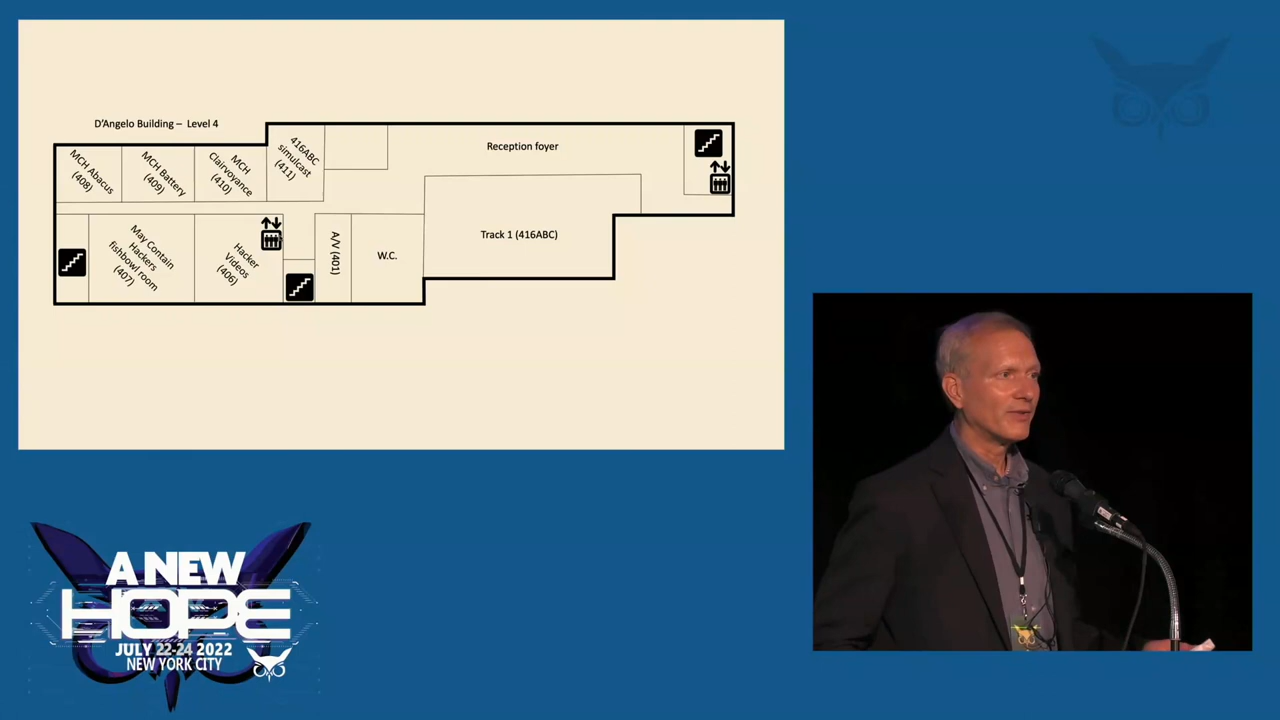 D'Angelo Building – Level 4
MCH Abacus
(408)
MCH Battery
(409)
MCH
Clairvoyance
(410)
416ABC
simulcast
(411)
Reception foyer
May Contain
Hackers
fishbowl room
(407)
Hacker
Videos
(406)
A/V (401)
W.C.
Track 1 (416ABC)
A NEW
HOPE
JULY 22-24 2022
NEW YORK CITY